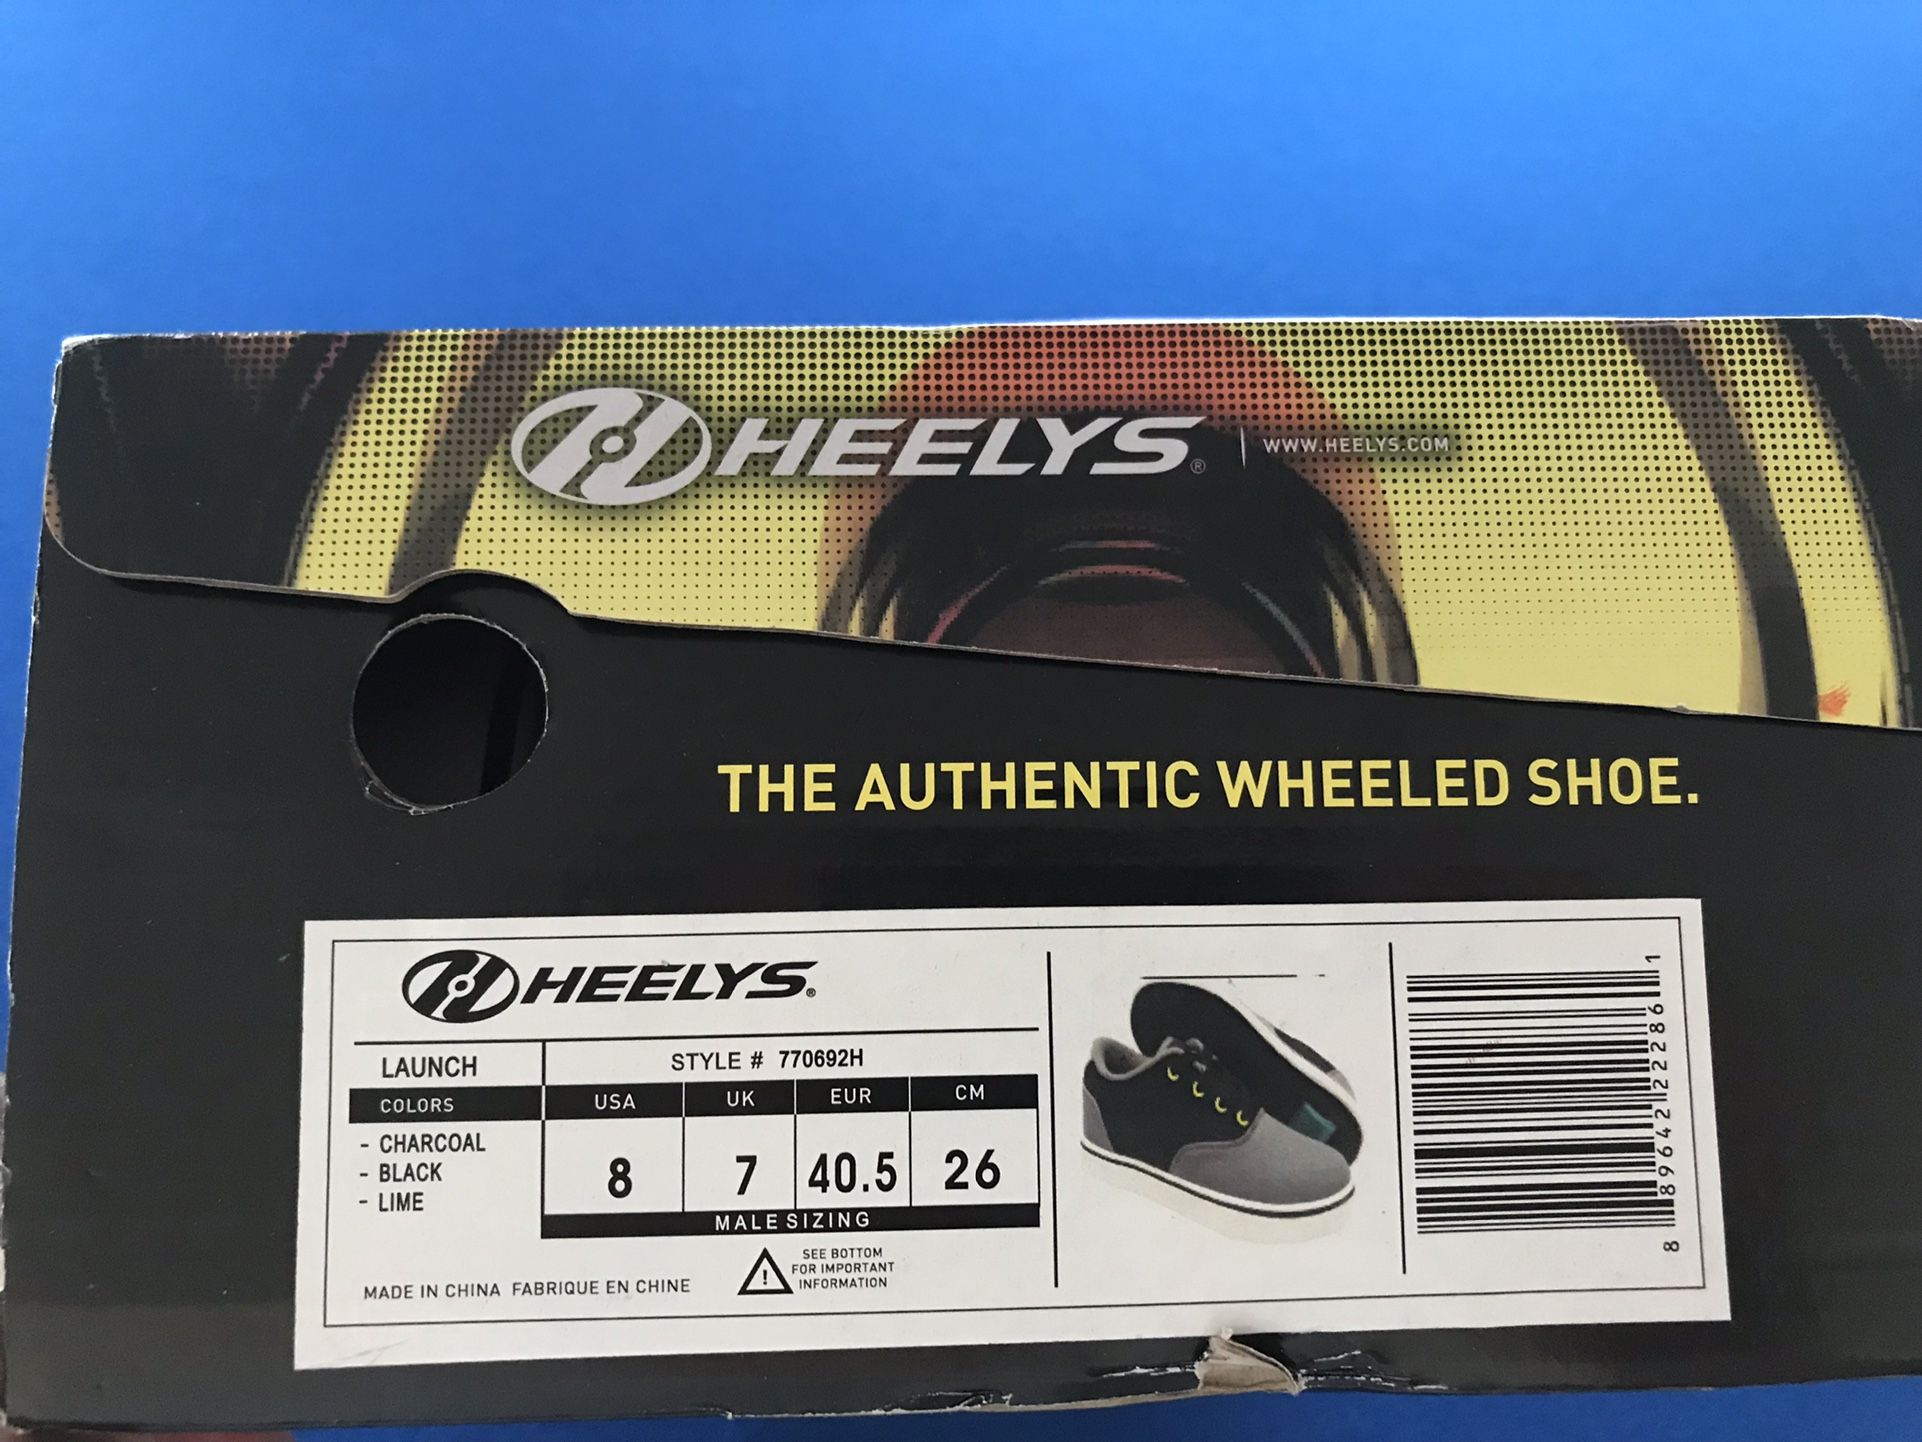 HEELYS® | WWW.HEELYS.COM
THE AUTHENTIC WHEELED SHOE.
HEELYS®
LAUNCH
STYLE # 770692H
COLORS
USA UK EUR CM
- CHARCOAL
- BLACK
- LIME
8 7 40.5 26
MALE SIZING
MADE IN CHINA FABRIQUE EN CHINE
! SEE BOTTOM
FOR IMPORTANT
INFORMATION
8 89642 22286 1